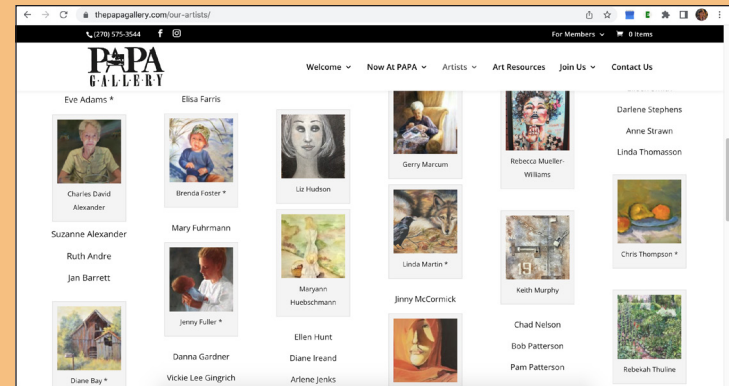 thepapagallery.com/our-artists/
(270) 575-3544
For Members
0 Items
PAPA
G·A·L·L·E·R·Y
Welcome
Now At PAPA
Artists
Art Resources
Join Us
Contact Us
Eve Adams *
Charles David
Alexander
Suzanne Alexander
Ruth Andre
Jan Barrett
Diane Bay *
Elisa Farris
Brenda Foster *
Mary Fuhrmann
Jenny Fuller *
Danna Gardner
Vickie Lee Gingrich
Liz Hudson
Maryann
Huebschmann
Ellen Hunt
Diane Ireand
Arlene Jenks
Gerry Marcum
Linda Martin *
Jinny McCormick
Rebecca Mueller-
Williams
19
Keith Murphy
Chad Nelson
Bob Patterson
Pam Patterson
Darlene Stephens
Anne Strawn
Linda Thomasson
Chris Thompson *
Rebekah Thuline